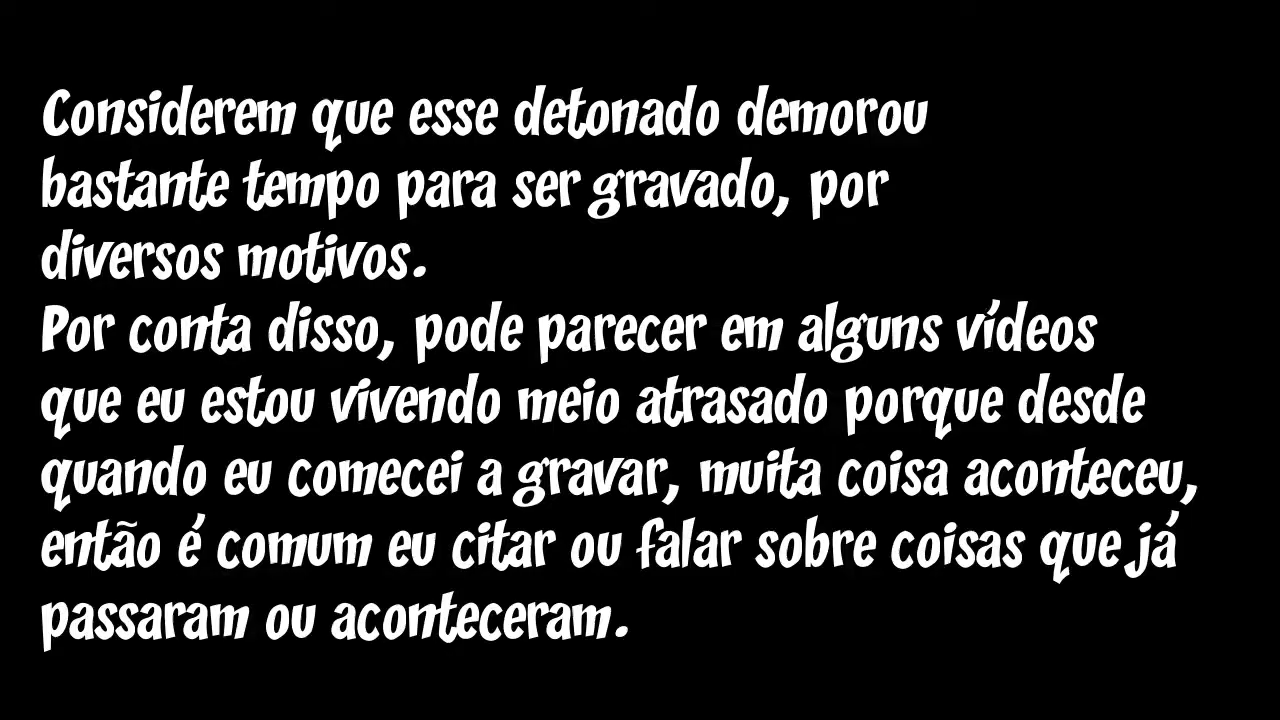 Considerem que esse detonado demorou
bastante tempo para ser gravado, por
diversos motivos.
Por conta disso, pode parecer em alguns vídeos
que eu estou vivendo meio atrasado porque desde
quando eu comecei a gravar, muita coisa aconteceu,
então é comum eu citar ou falar sobre coisas que já
passaram ou aconteceram.